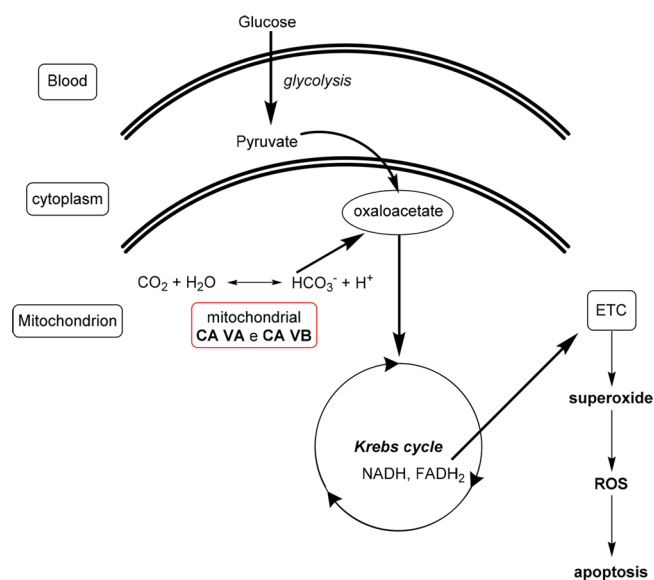 Glucose
Blood
glycolysis
Pyruvate
cytoplasm
oxaloacetate
CO₂ + H₂O
HCO₃⁻ + H⁺
Mitochondrion
mitochondrial
CA VA e CA VB
ETC
superoxide
Krebs cycle
NADH, FADH₂
ROS
apoptosis